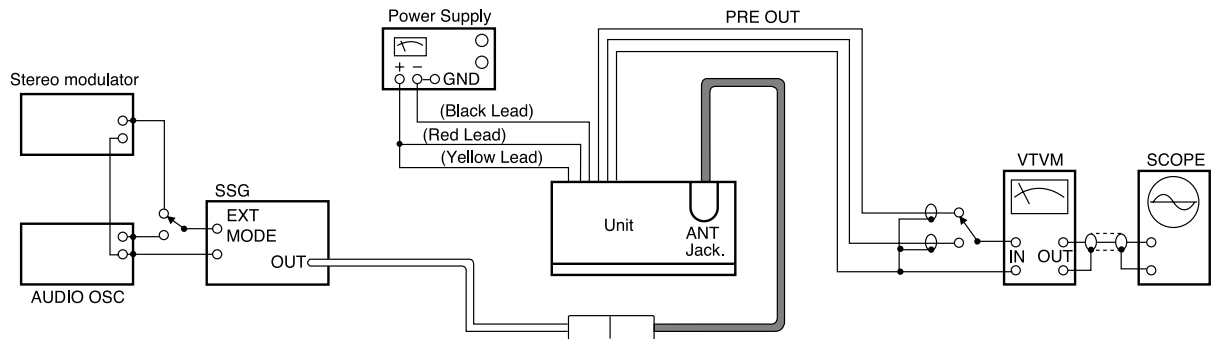 Power Supply
+ −
GND
PRE OUT
Stereo modulator
(Black Lead)
(Red Lead)
(Yellow Lead)
VTVM
SCOPE
SSG
EXT
MODE
OUT
Unit
ANT
Jack.
IN OUT
AUDIO OSC